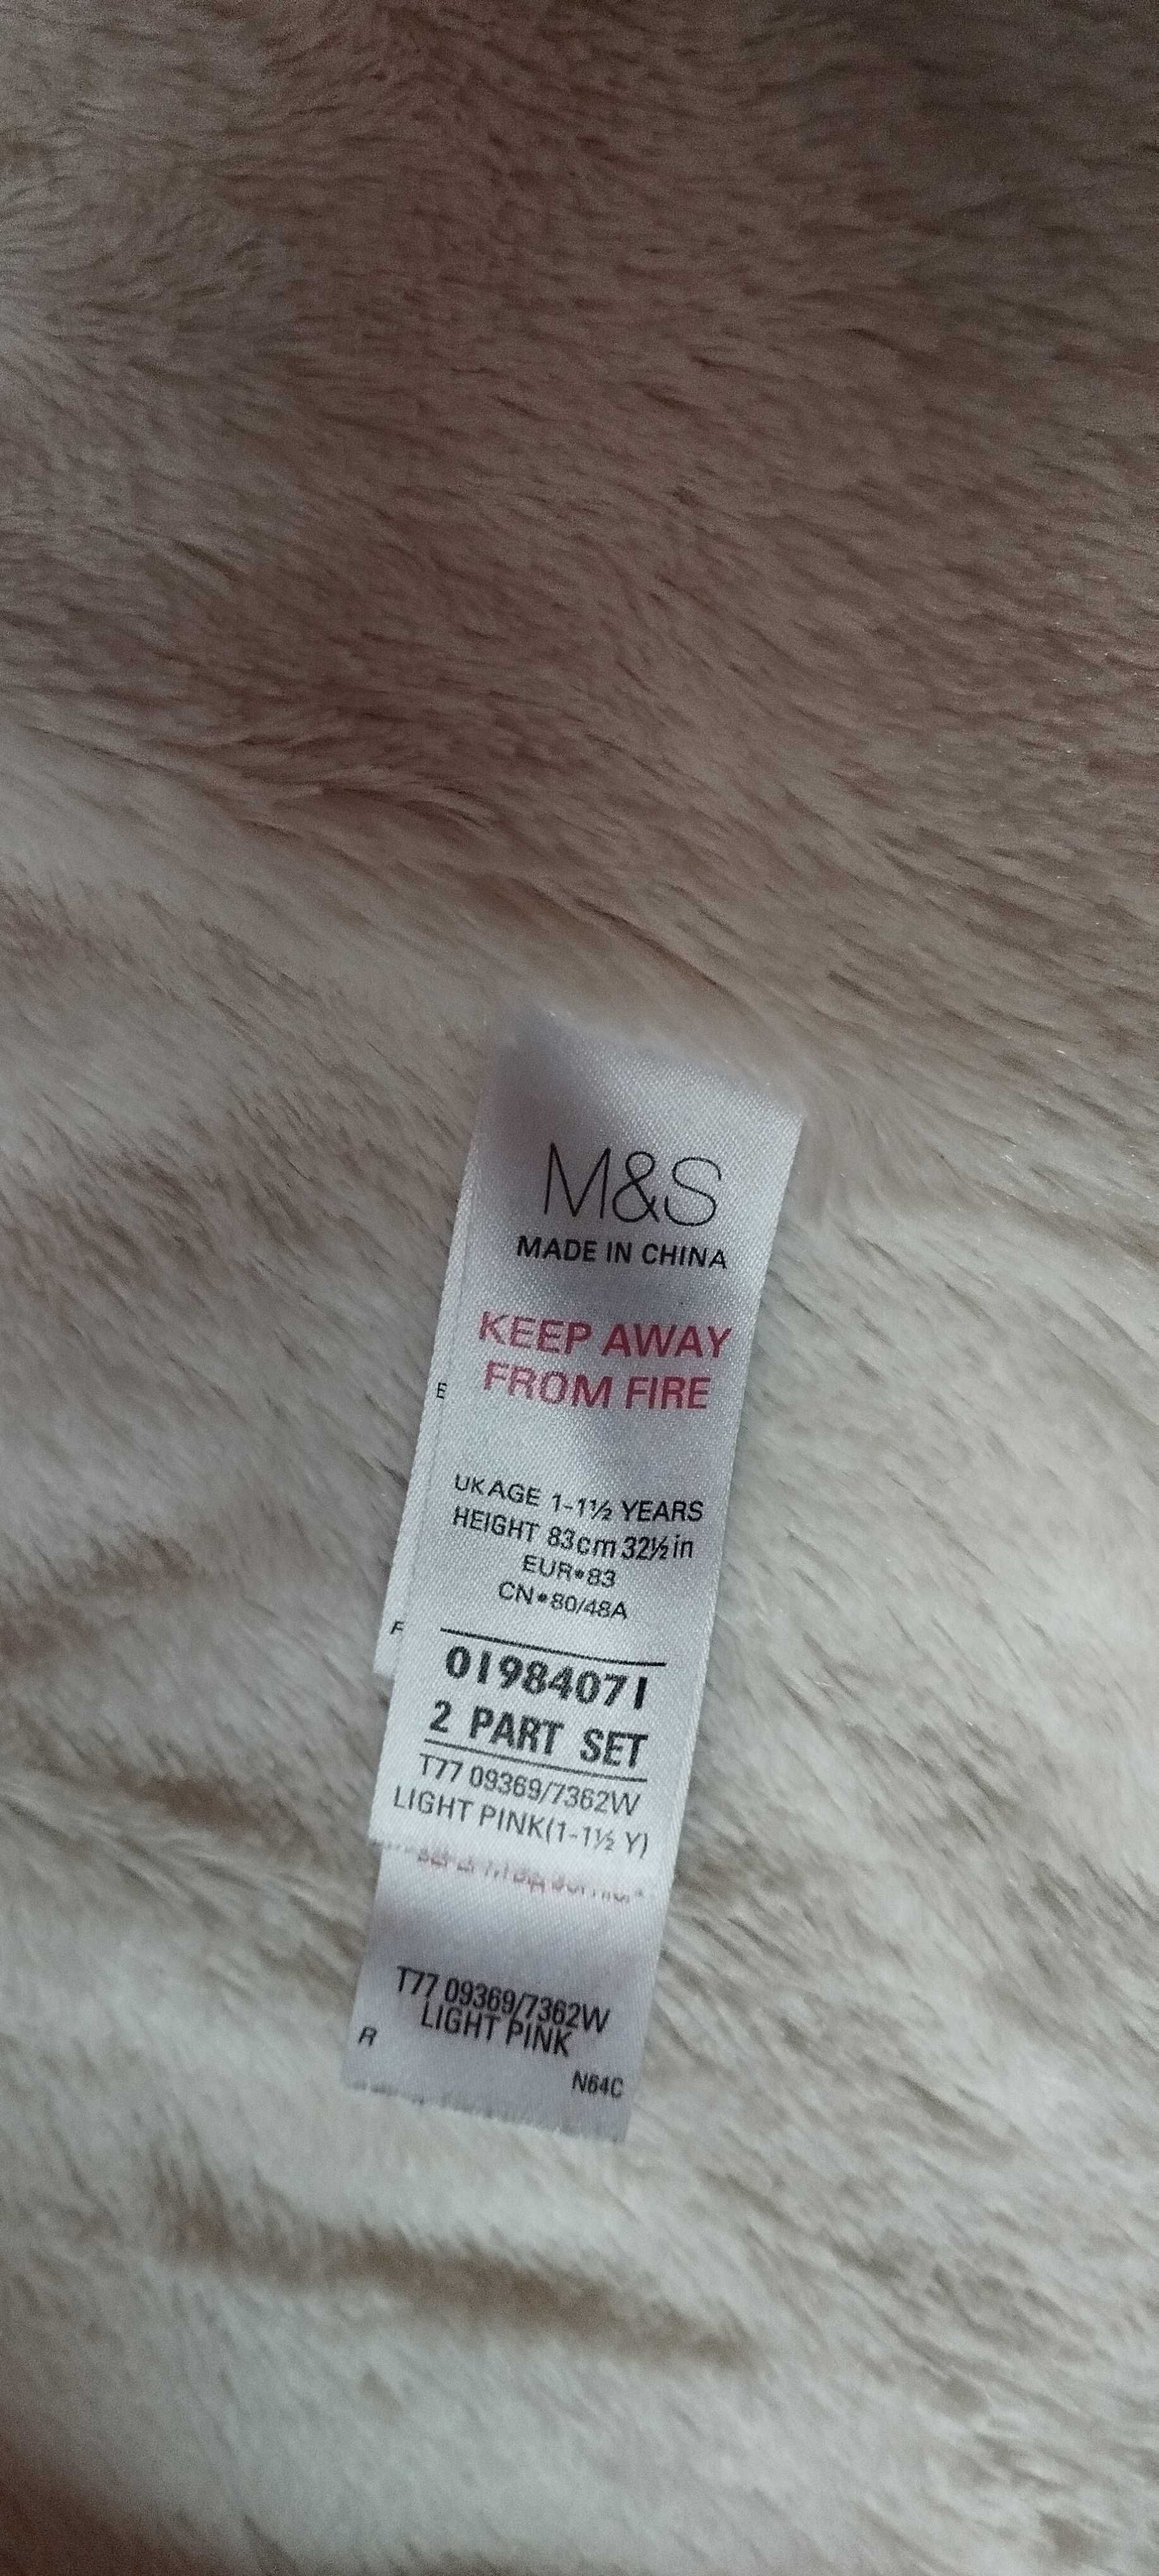 M&S
MADE IN CHINA
KEEP AWAY
FROM FIRE
E
UK AGE 1-1½ YEARS
HEIGHT 83cm 32½in
EUR•83
CN•80/48A
F
01984071
2 PART SET
T77 09369/7362W
LIGHT PINK(1-1½ Y)
T77 09369/7362W
LIGHT PINK
R
N64C